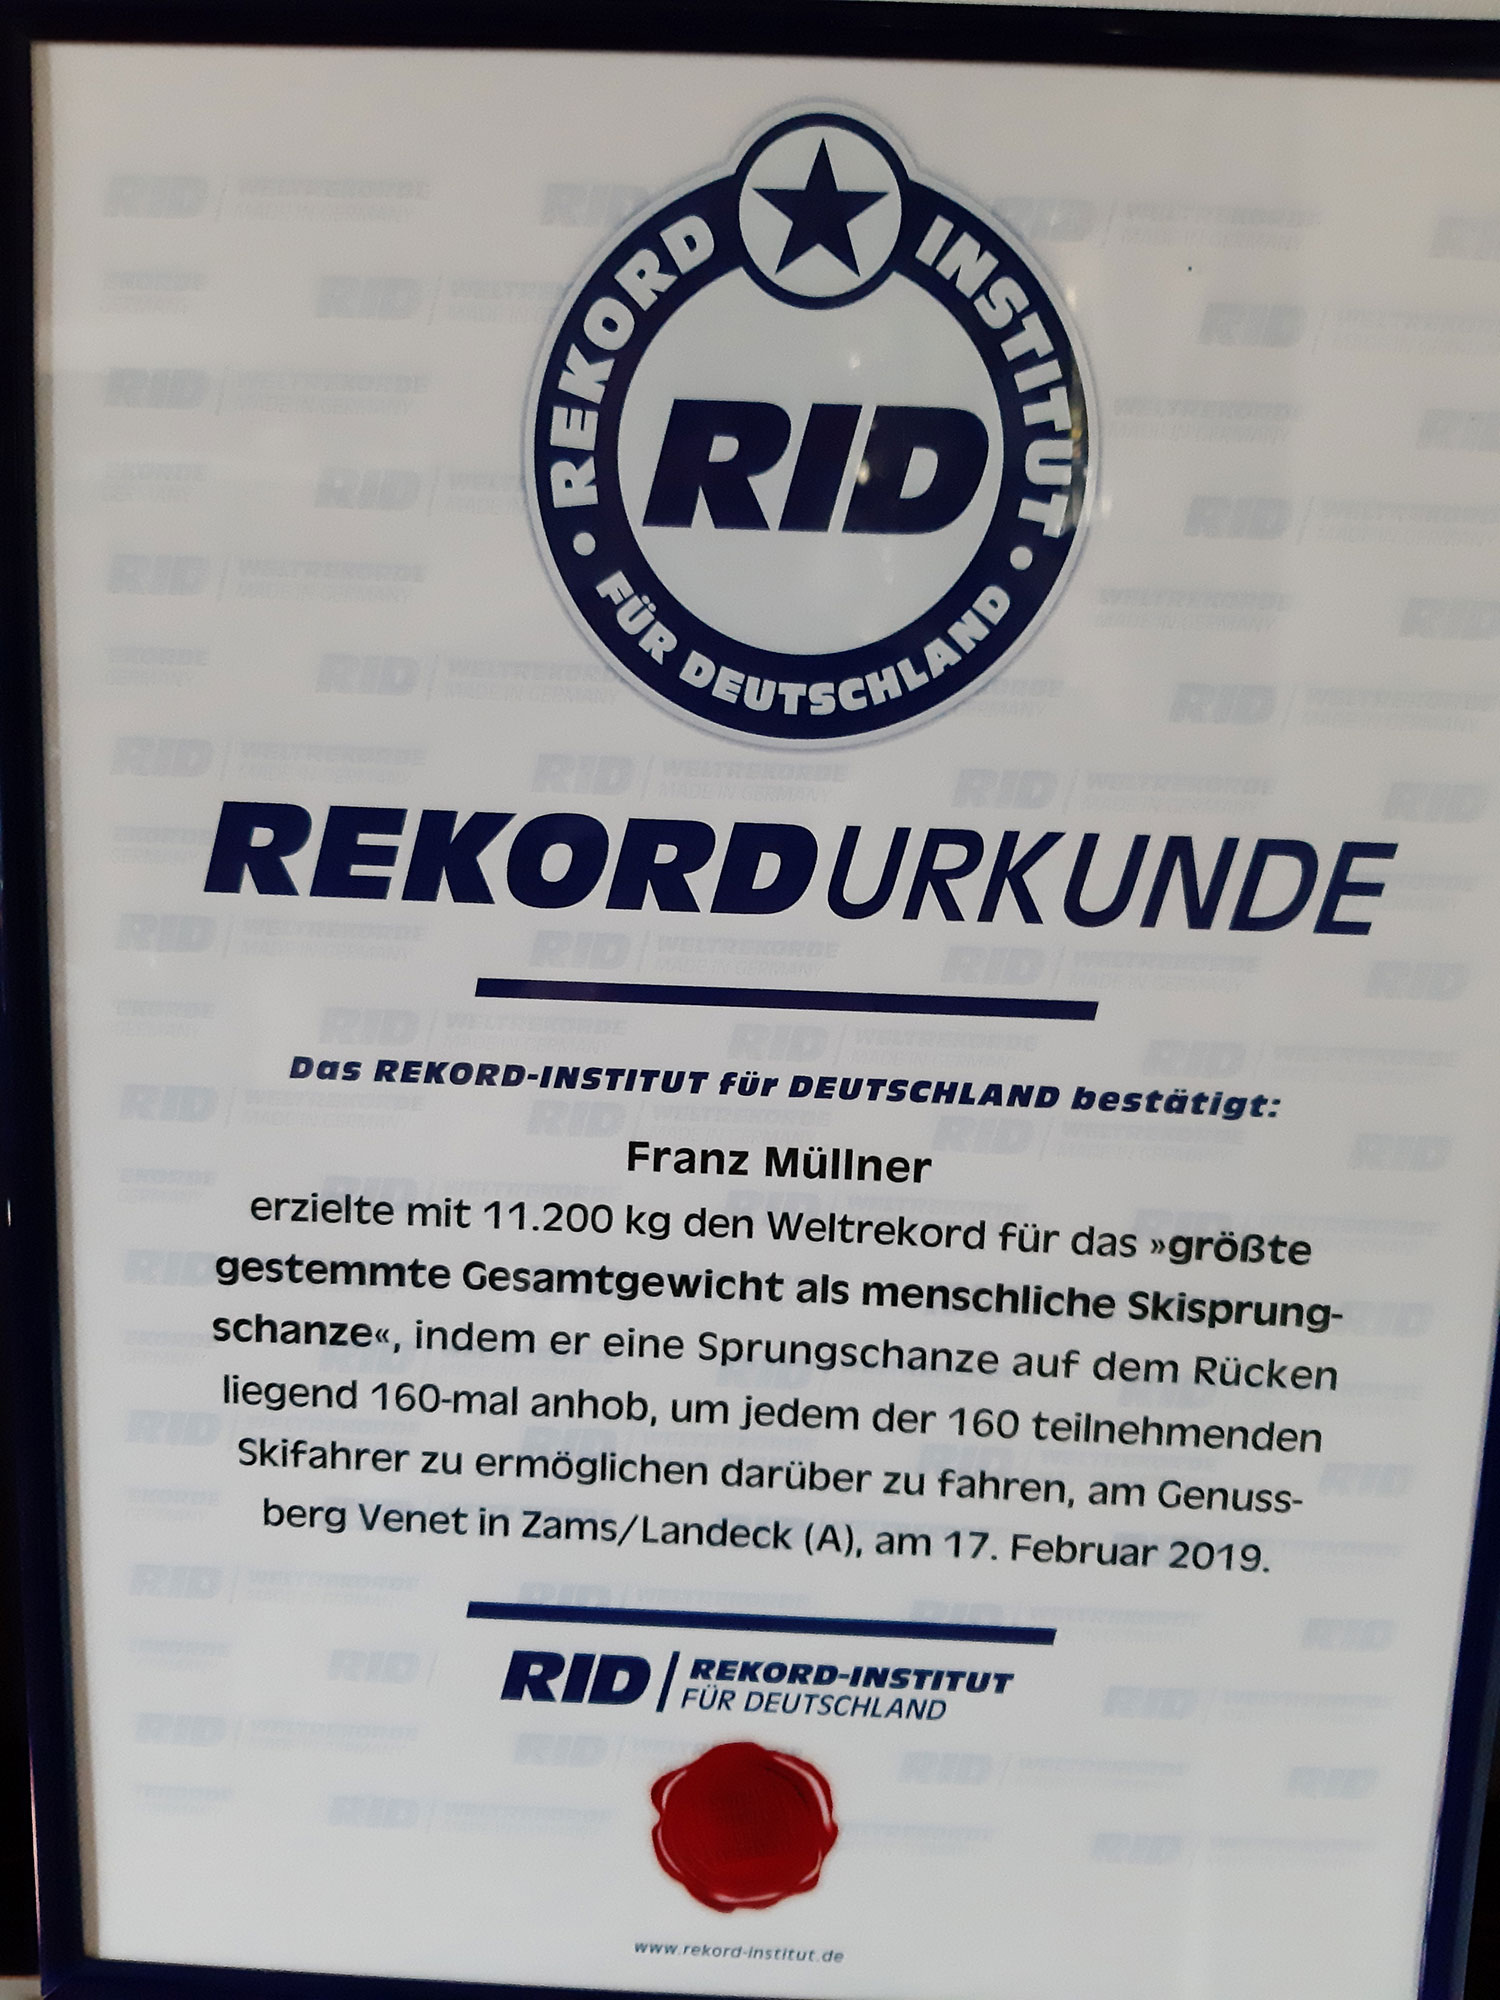 REKORD INSTITUT
FÜR DEUTSCHLAND
RID
REKORDURKUNDE
Das REKORD-INSTITUT für DEUTSCHLAND bestätigt:
Franz Müllner
erzielte mit 11.200 kg den Weltrekord für das »größte
gestemmte Gesamtgewicht als menschliche Skisprung-
schanze«, indem er eine Sprungschanze auf dem Rücken
liegend 160-mal anhob, um jedem der 160 teilnehmenden
Skifahrer zu ermöglichen darüber zu fahren, am Genuss-
berg Venet in Zams/Landeck (A), am 17. Februar 2019.
RID | REKORD-INSTITUT
FÜR DEUTSCHLAND
www.rekord-institut.de